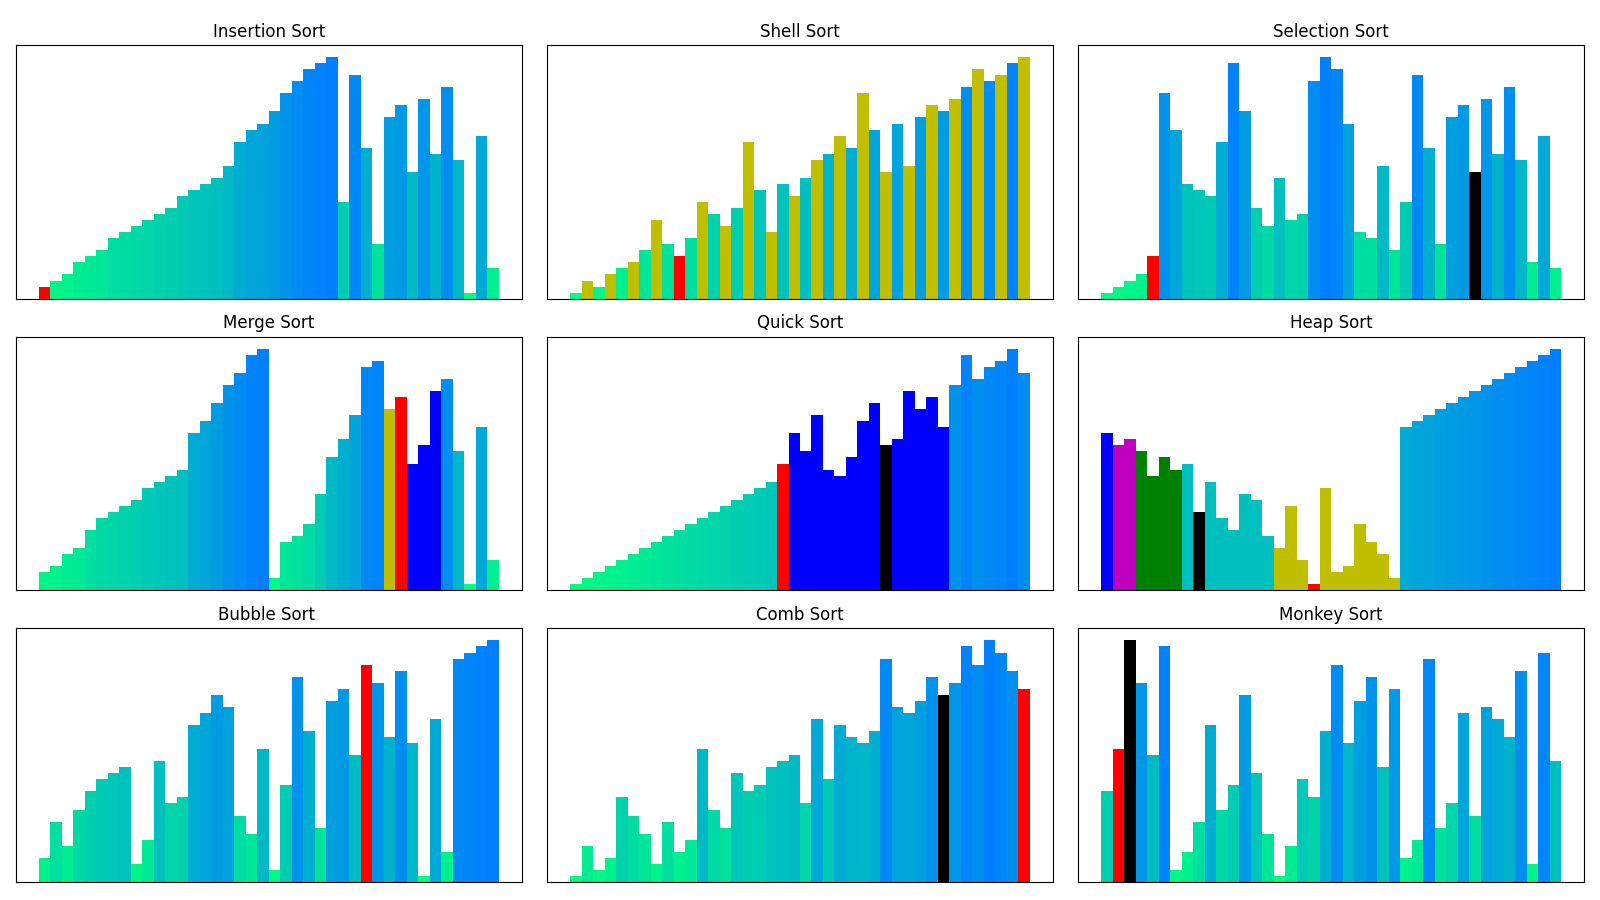 Insertion Sort
Shell Sort
Selection Sort
Merge Sort
Quick Sort
Heap Sort
Bubble Sort
Comb Sort
Monkey Sort